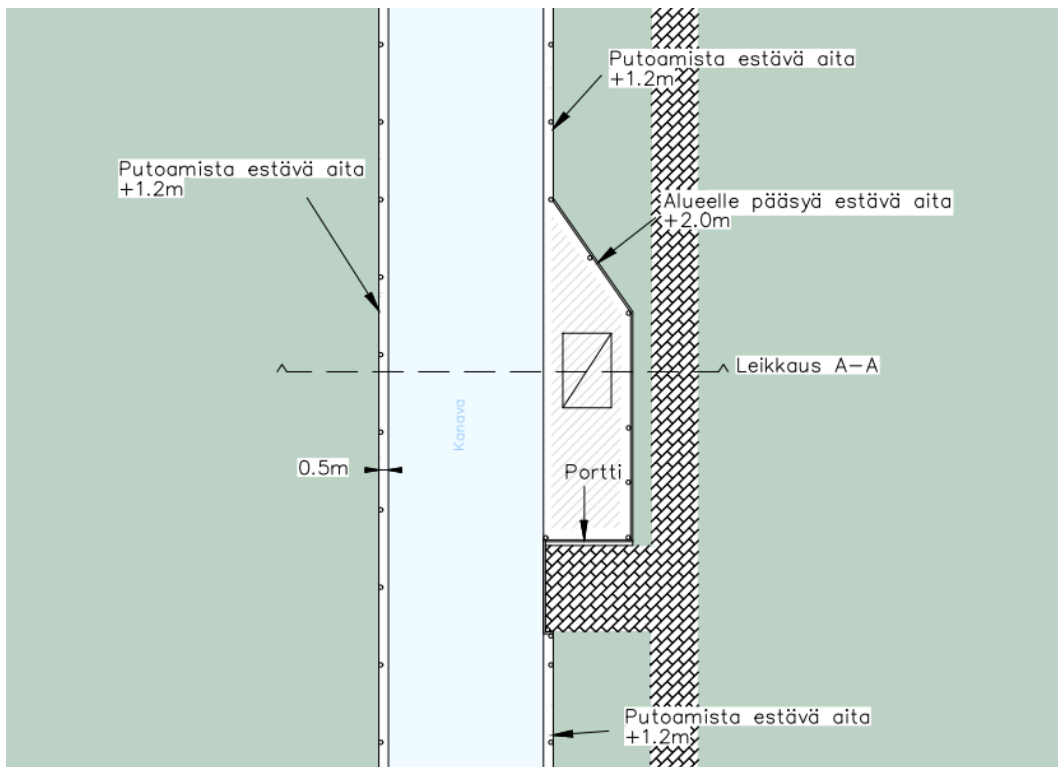 Putoamista estävä aita
+1.2m
Putoamista estävä aita
+1.2m
Alueelle pääsyä estävä aita
+2.0m
Leikkaus A-A
Kanava
0.5m
Portti
Putoamista estävä aita
+1.2m